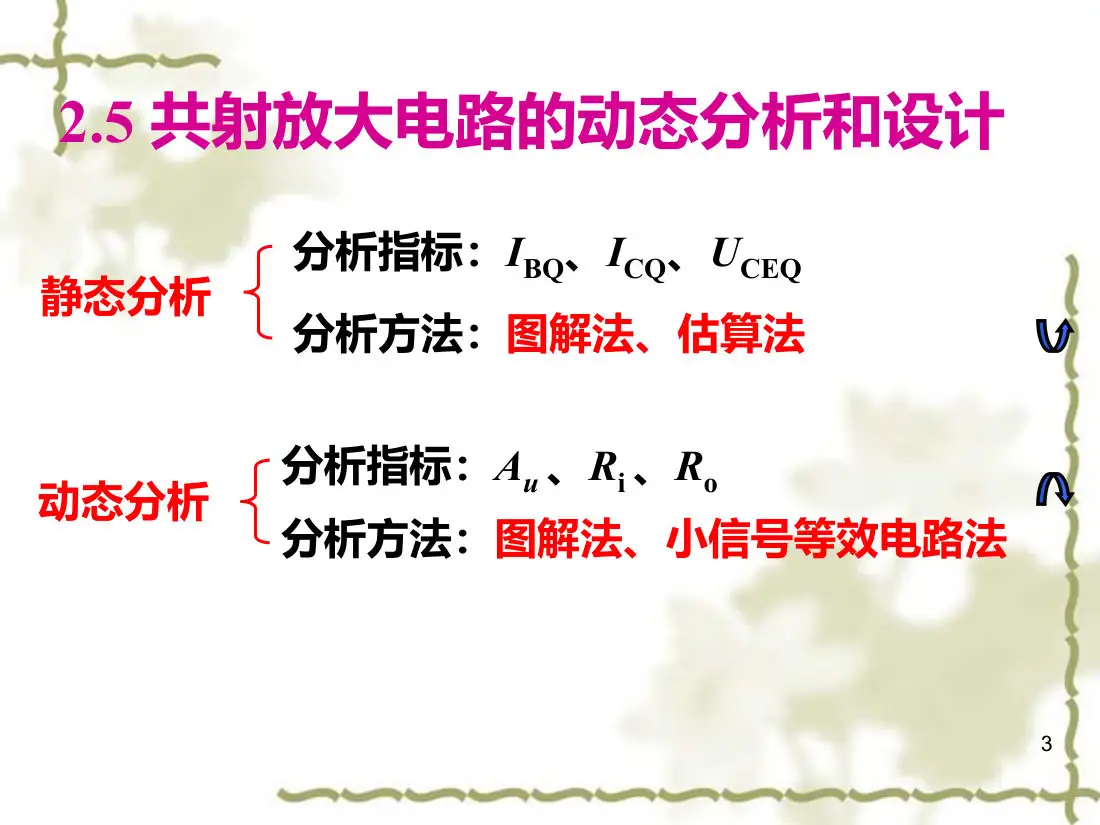 2.5 共射放大电路的动态分析和设计
分析指标：IBQ、ICQ、UCEQ
静态分析
分析方法：图解法、估算法
分析指标：Au、Ri、Ro
动态分析
分析方法：图解法、小信号等效电路法
3